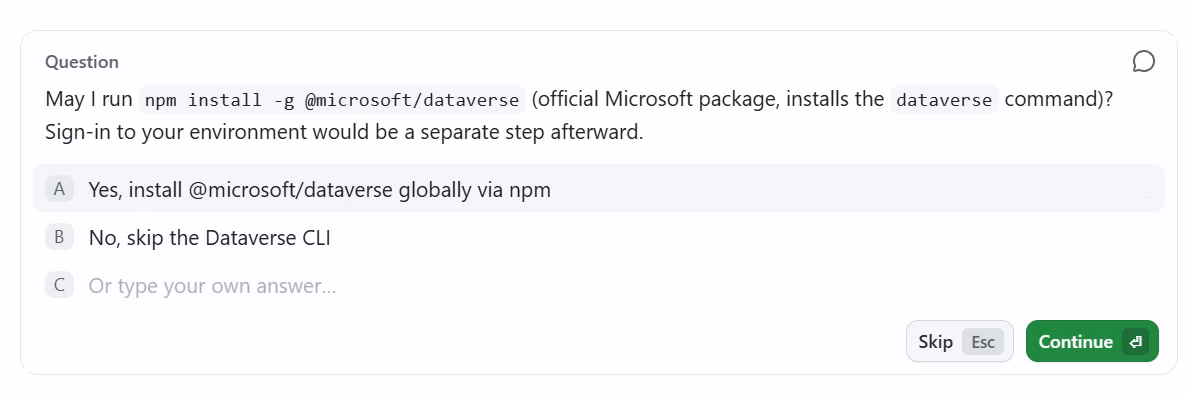 Question
May I run npm install -g @microsoft/dataverse (official Microsoft package, installs the dataverse command)?
Sign-in to your environment would be a separate step afterward.
A Yes, install @microsoft/dataverse globally via npm
B No, skip the Dataverse CLI
C Or type your own answer...
Skip Esc Continue ⏎